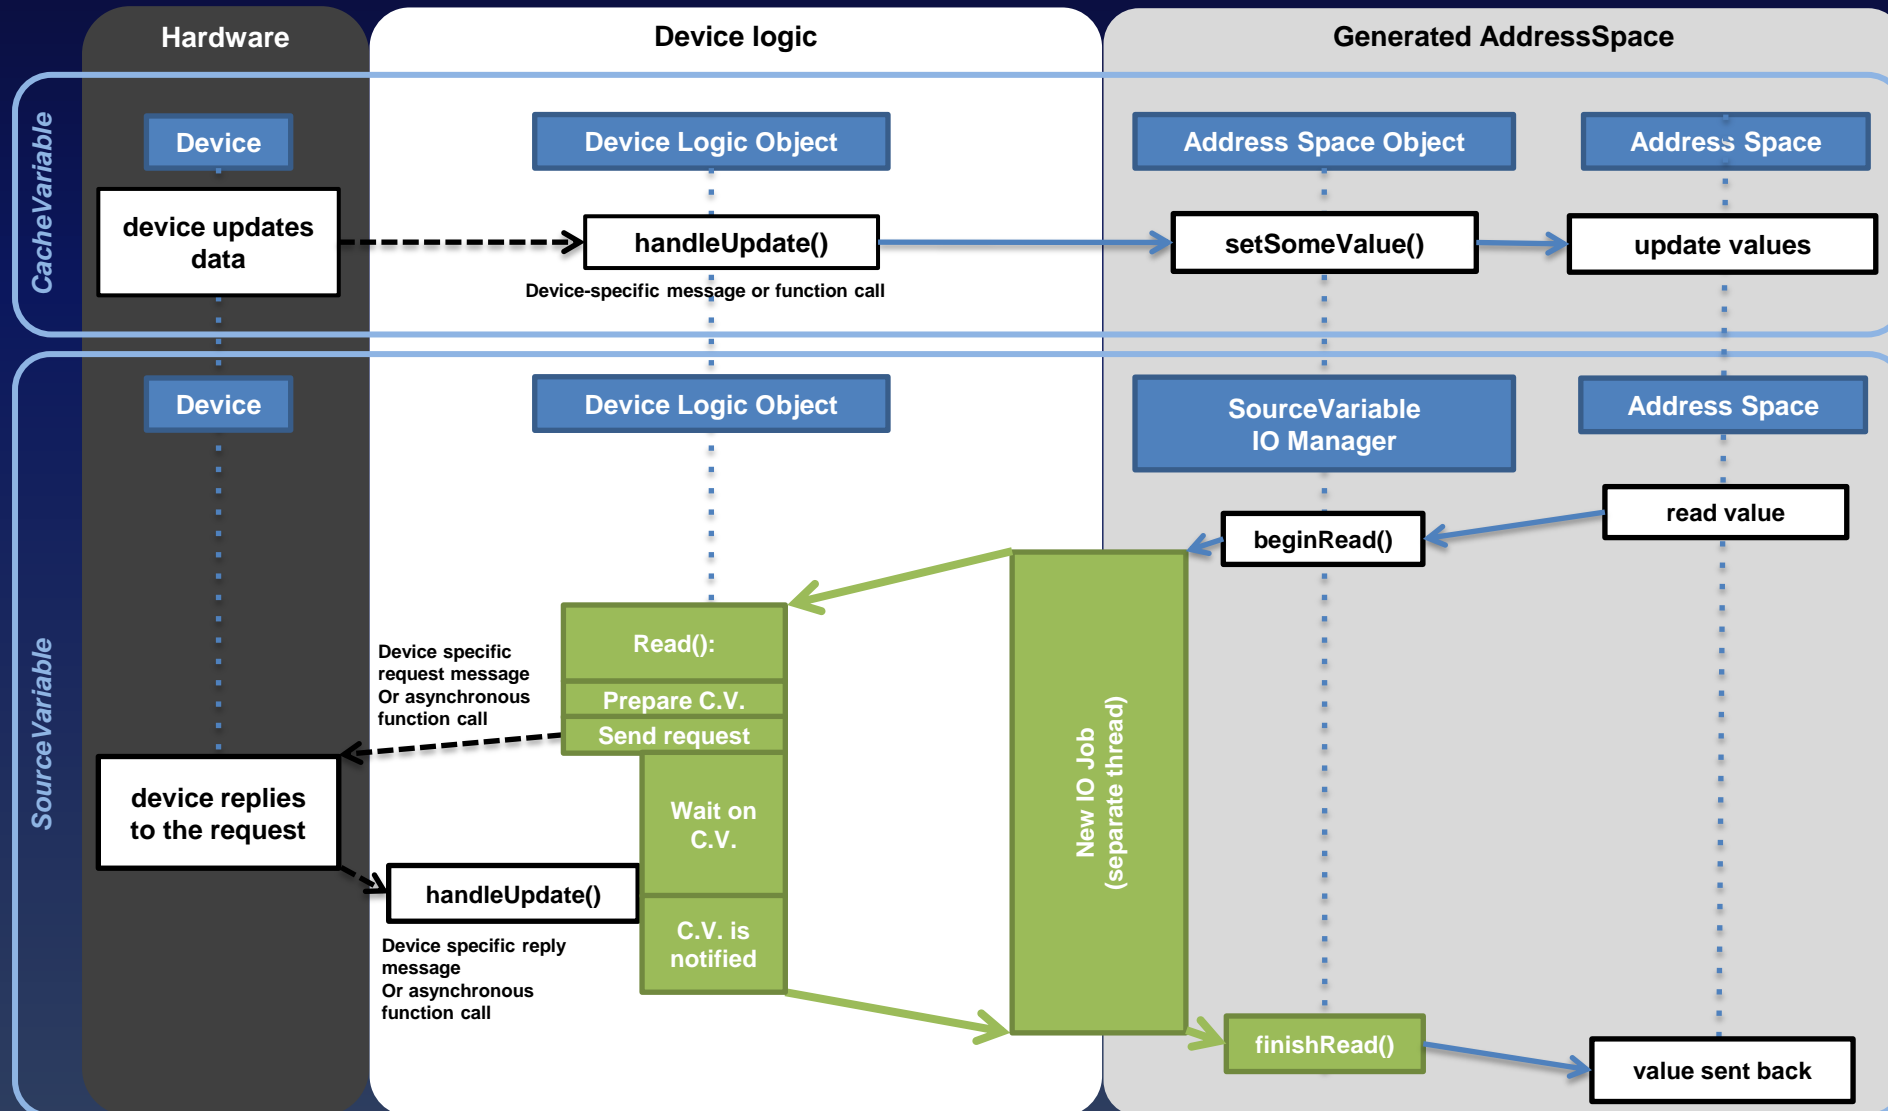 Hardware
Device logic
Generated AddressSpace
CacheVariable
Device
Device Logic Object
Address Space Object
Address Space
device updates
data
handleUpdate()
setSomeValue()
update values
Device-specific message or function call
SourceVariable
Device
Device Logic Object
SourceVariable
IO Manager
Address Space
read value
beginRead()
New IO Job
(separate thread)
Read():
Prepare C.V.
Send request
Device specific
request message
Or asynchronous
function call
device replies
to the request
Wait on
C.V.
handleUpdate()
C.V. is
notified
Device specific reply
message
Or asynchronous
function call
finishRead()
value sent back